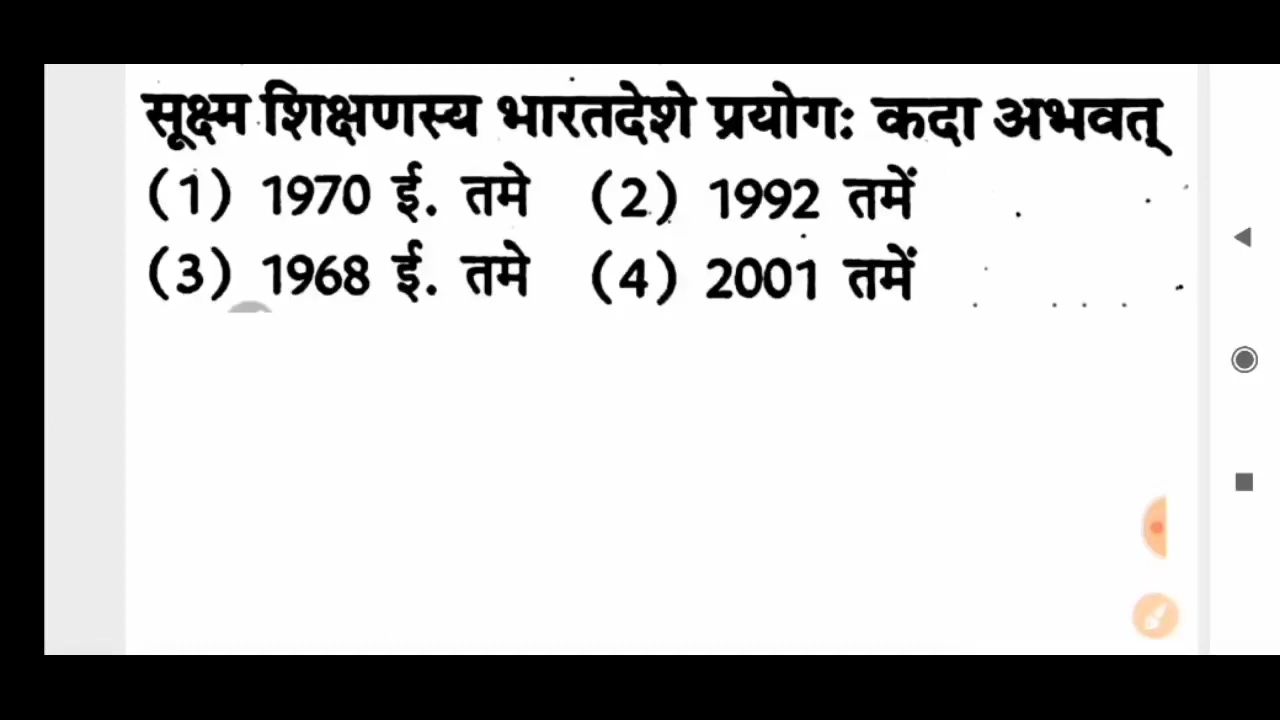 सूक्ष्म शिक्षणस्य भारतदेशे प्रयोगः कदा अभवत्
(1) 1970 ई. तमे (2) 1992 तमें
(3) 1968 ई. तमे (4) 2001 तमें